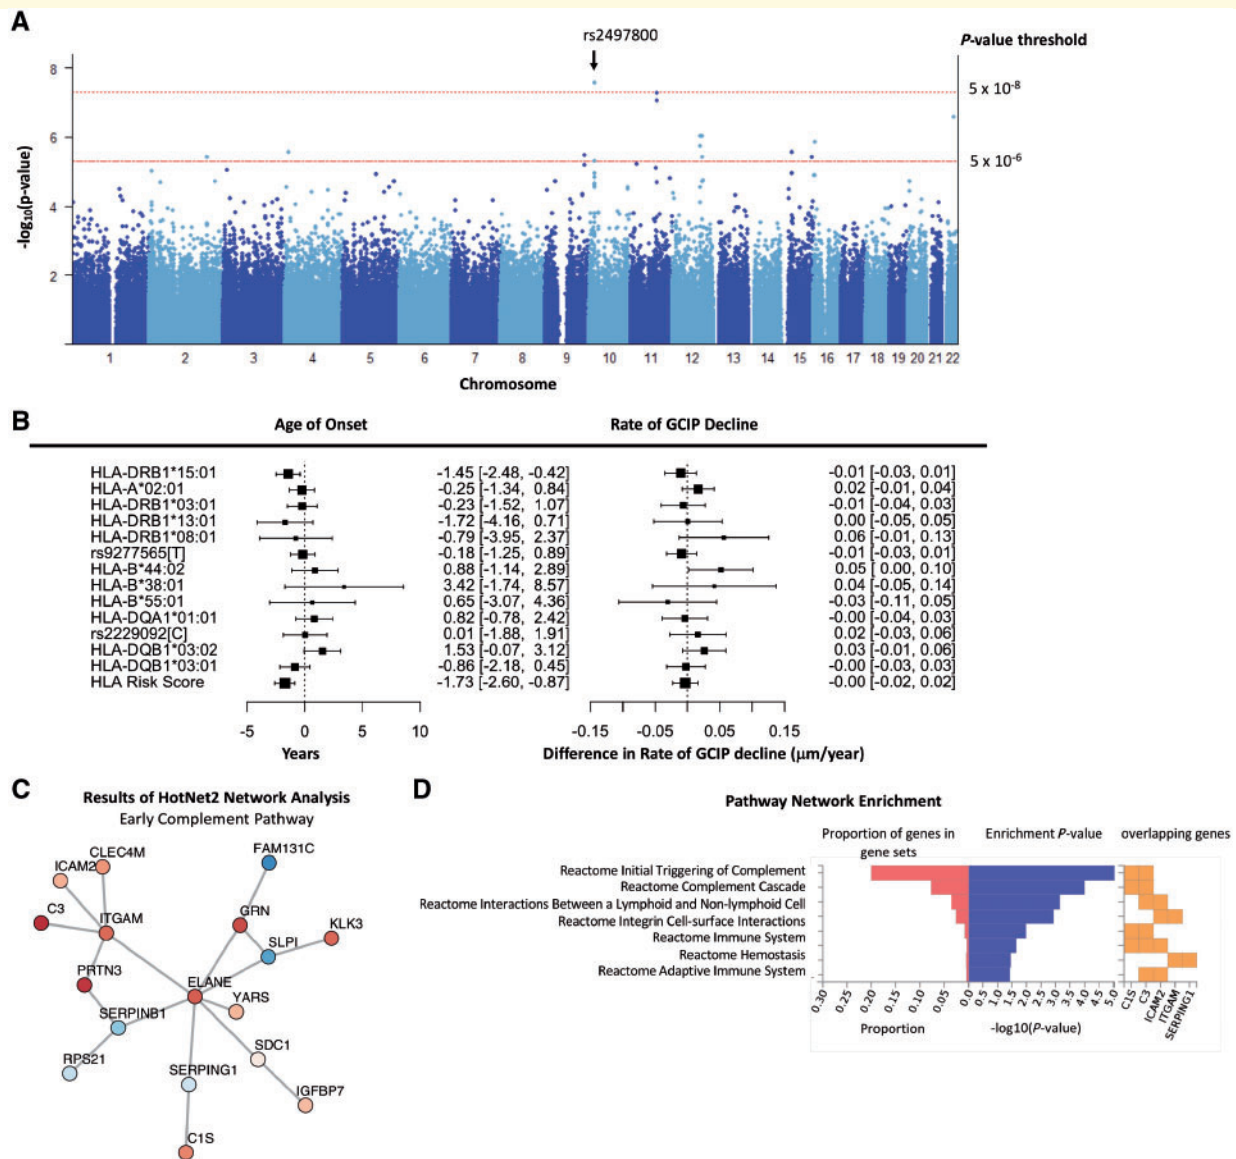 A
rs2497800
P-value threshold
8
5 x 10-8
6
5 x 10-6
4
2
-log10(p-value)
1 2 3 4 5 6 7 8 9 10 11 12 13 14 15 16 17 18 19 20 21 22
Chromosome
B
Age of Onset Rate of GCIP Decline
HLA-DRB1*15:01 -1.45 [-2.48, -0.42] -0.01 [-0.03, 0.01]
HLA-A*02:01 -0.25 [-1.34, 0.84] 0.02 [-0.01, 0.04]
HLA-DRB1*03:01 -0.23 [-1.52, 1.07] -0.01 [-0.04, 0.03]
HLA-DRB1*13:01 -1.72 [-4.16, 0.71] 0.00 [-0.05, 0.05]
HLA-DRB1*08:01 -0.79 [-3.95, 2.37] 0.06 [-0.01, 0.13]
rs9277565[T] -0.18 [-1.25, 0.89] -0.01 [-0.03, 0.01]
HLA-B*44:02 0.88 [-1.14, 2.89] 0.05 [0.00, 0.10]
HLA-B*38:01 3.42 [-1.74, 8.57] 0.04 [-0.05, 0.14]
HLA-B*55:01 0.65 [-3.07, 4.36] -0.03 [-0.11, 0.05]
HLA-DQA1*01:01 0.82 [-0.78, 2.42] -0.00 [-0.04, 0.03]
rs2229092[C] 0.01 [-1.88, 1.91] 0.02 [-0.03, 0.06]
HLA-DQB1*03:02 1.53 [-0.07, 3.12] 0.03 [-0.01, 0.06]
HLA-DQB1*03:01 -0.86 [-2.18, 0.45] -0.00 [-0.03, 0.03]
HLA Risk Score -1.73 [-2.60, -0.87] -0.00 [-0.02, 0.02]
-5 0 5 10 -0.15 -0.05 0.05 0.15
Years Difference in Rate of GCIP decline (μm/year)
C
Results of HotNet2 Network Analysis
Early Complement Pathway
CLEC4M
FAM131C
ICAM2
C3
ITGAM
GRN
KLK3
SLPI
PRTN3
ELANE
YARS
SERPINB1
SDC1
RPS21
SERPING1
IGFBP7
C1S
D
Pathway Network Enrichment
Proportion of genes in gene sets
Enrichment P-value
overlapping genes
Reactome Initial Triggering of Complement
Reactome Complement Cascade
Reactome Interactions Between a Lymphoid and Non-lymphoid Cell
Reactome Integrin Cell-surface Interactions
Reactome Immune System
Reactome Hemostasis
Reactome Adaptive Immune System
0.30 0.25 0.20 0.15 0.10 0.05 0.0 0.5 1.0 1.5 2.0 2.5 3.0 3.5 4.0 4.5 5.0
C1S C3 ICAM2 ITGAM SERPING1
Proportion -log10(P-value)